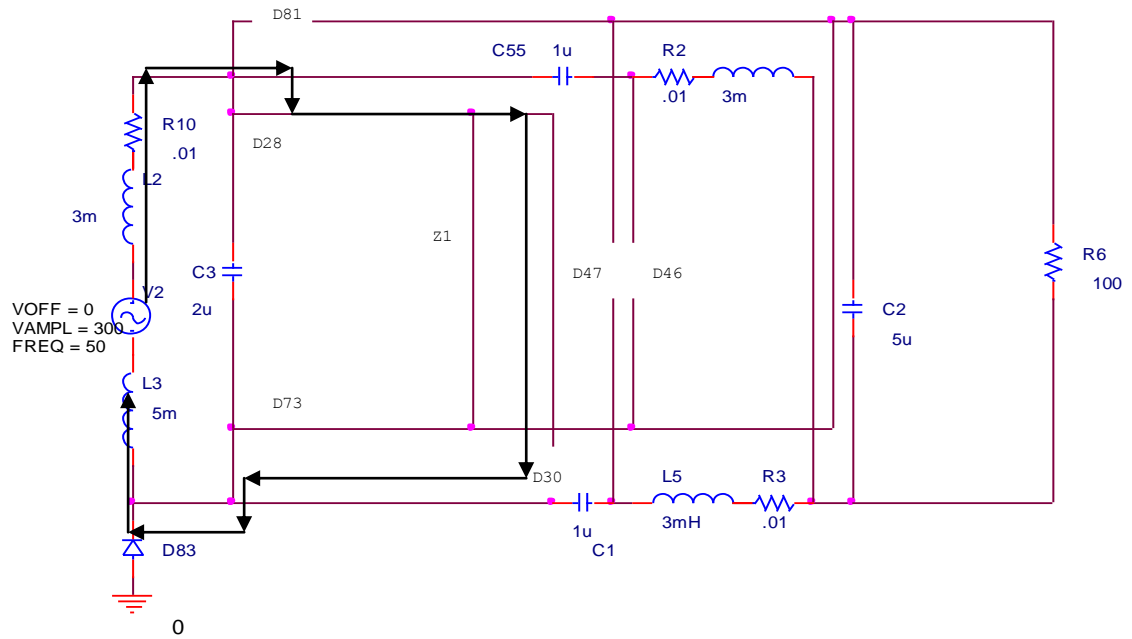 D81
C55
1u
R2
.01
3m
R10
.01
D28
L2
3m
Z1
C3
2u
D47
D46
R6
100
V2
VOFF = 0
VAMPL = 300
FREQ = 50
C2
5u
L3
5m
D73
D30
L5
3mH
R3
.01
1u
C1
D83
0